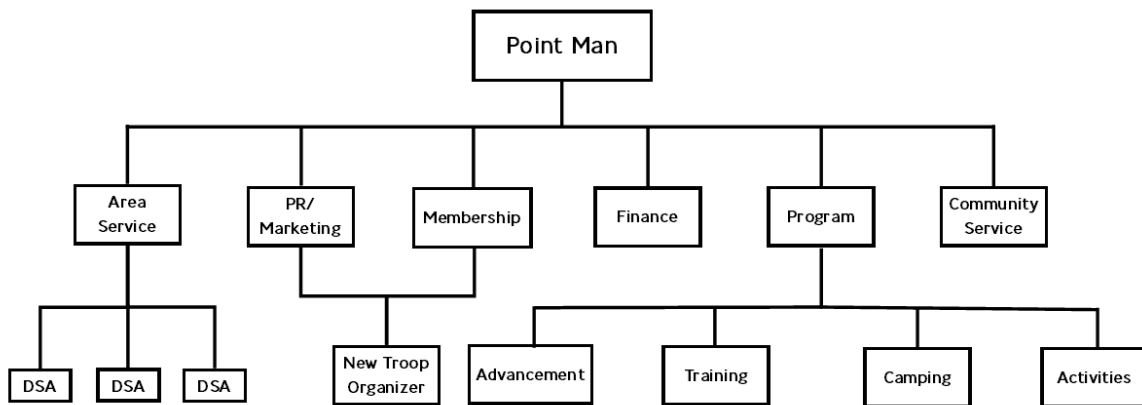 Point Man
Area
Service
PR/
Marketing
Membership
Finance
Program
Community
Service
DSA
DSA
DSA
New Troop
Organizer
Advancement
Training
Camping
Activities